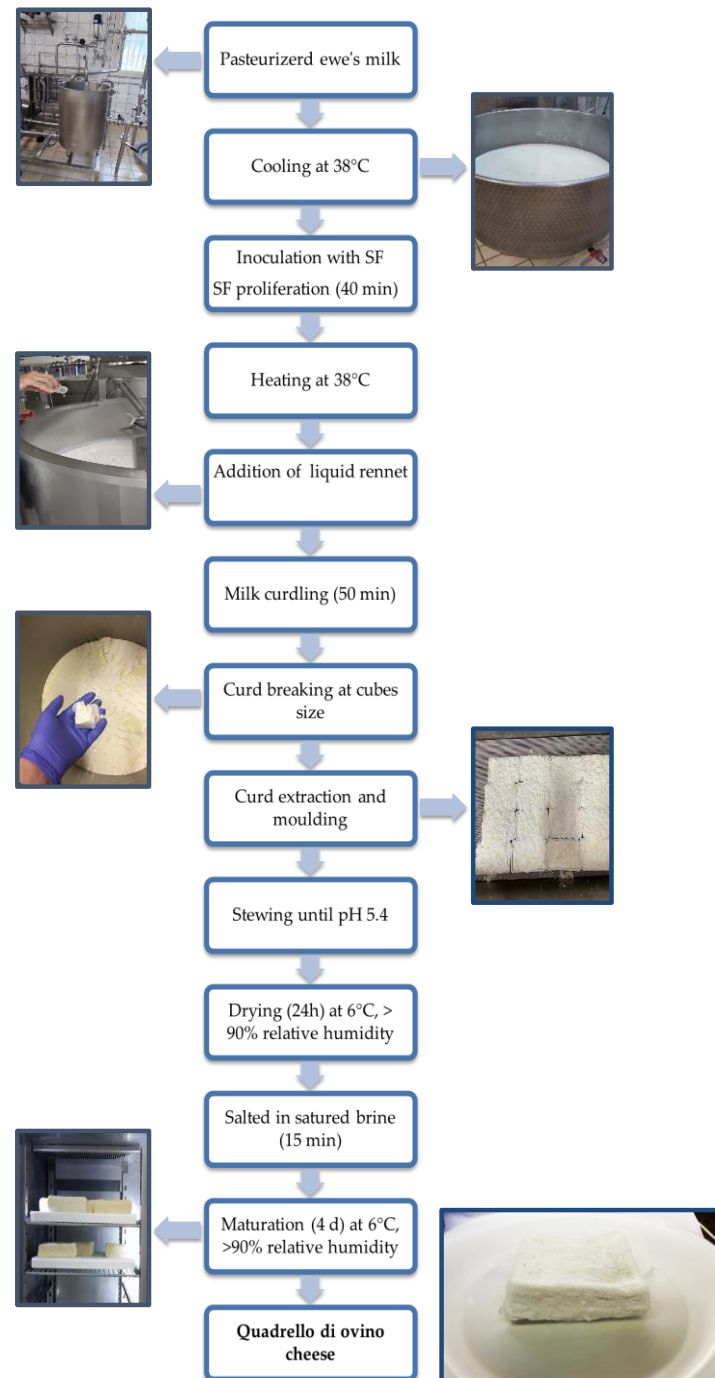 Pasteurizerd ewe's milk
Cooling at 38°C
Inoculation with SF
SF proliferation (40 min)
Heating at 38°C
Addition of liquid rennet
Milk curdling (50 min)
Curd breaking at cubes
size
Curd extraction and
moulding
Stewing until pH 5.4
Drying (24h) at 6°C, >
90% relative humidity
Salted in satured brine
(15 min)
Maturation (4 d) at 6°C,
>90% relative humidity
Quadrello di ovino
cheese